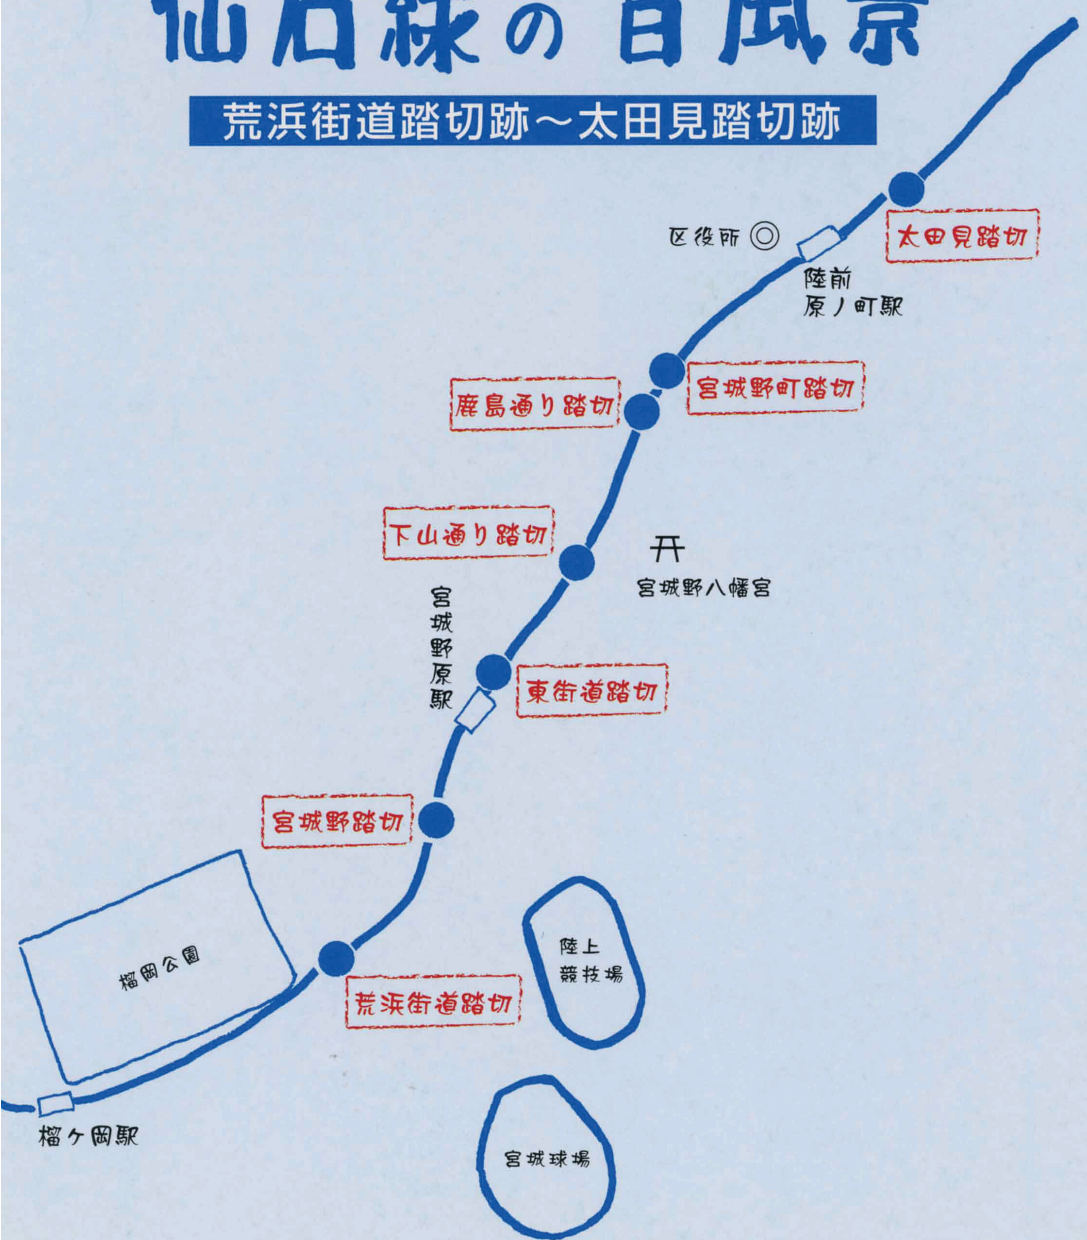 仙石線の 風景
荒浜街道踏切跡～太田見踏切跡
区役所
太田見踏切
陸前
原ノ町駅
宮城野町踏切
鹿島通り踏切
下山通り踏切
宮城野八幡宮
宮城野原駅
東街道踏切
宮城野踏切
榴岡公園
陸上
競技場
荒浜街道踏切
榴ケ岡駅
宮城球場